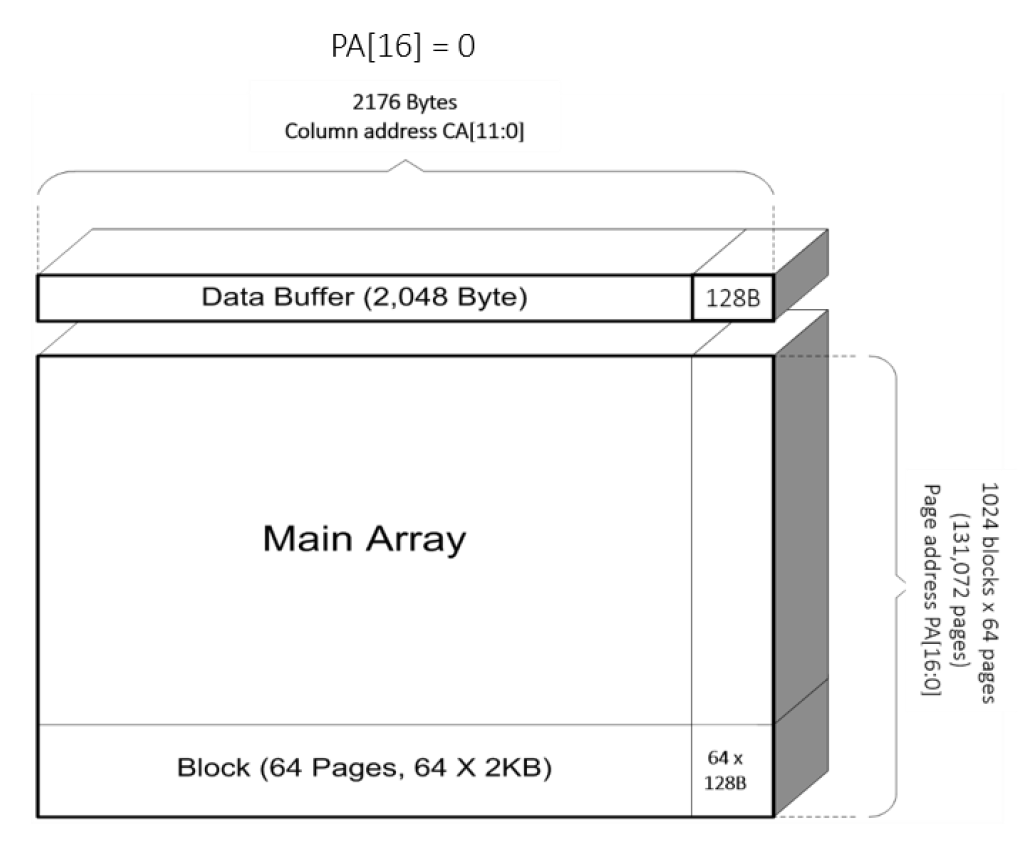 PA[16] = 0
2176 Bytes
Column address CA[11:0]
Data Buffer (2,048 Byte)
128B
Main Array
1024 blocks x 64 pages
(131,072 pages)
Page address PA[16:0]
Block (64 Pages, 64 X 2KB)
64 x
128B